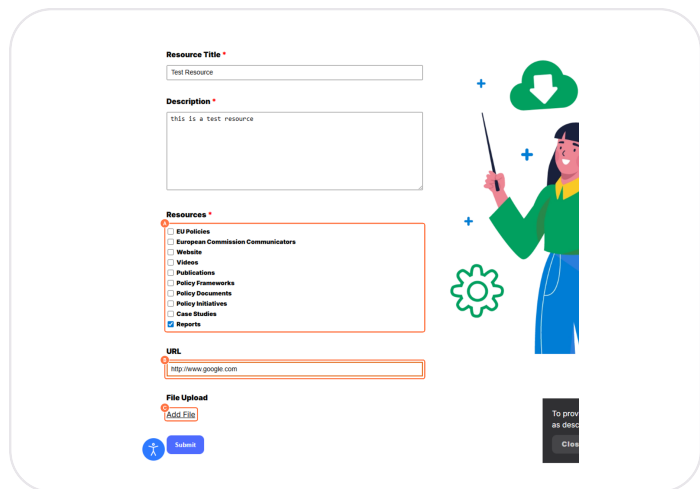 Resource Title *
Test Resource
Description *
this is a test resource
Resources *
A
EU Policies
European Commission Communicators
Website
Videos
Publications
Policy Frameworks
Policy Documents
Policy Initiatives
Case Studies
Reports
URL
B
http://www.google.com
File Upload
C
Add File
Submit
To prov
as desc
Clos